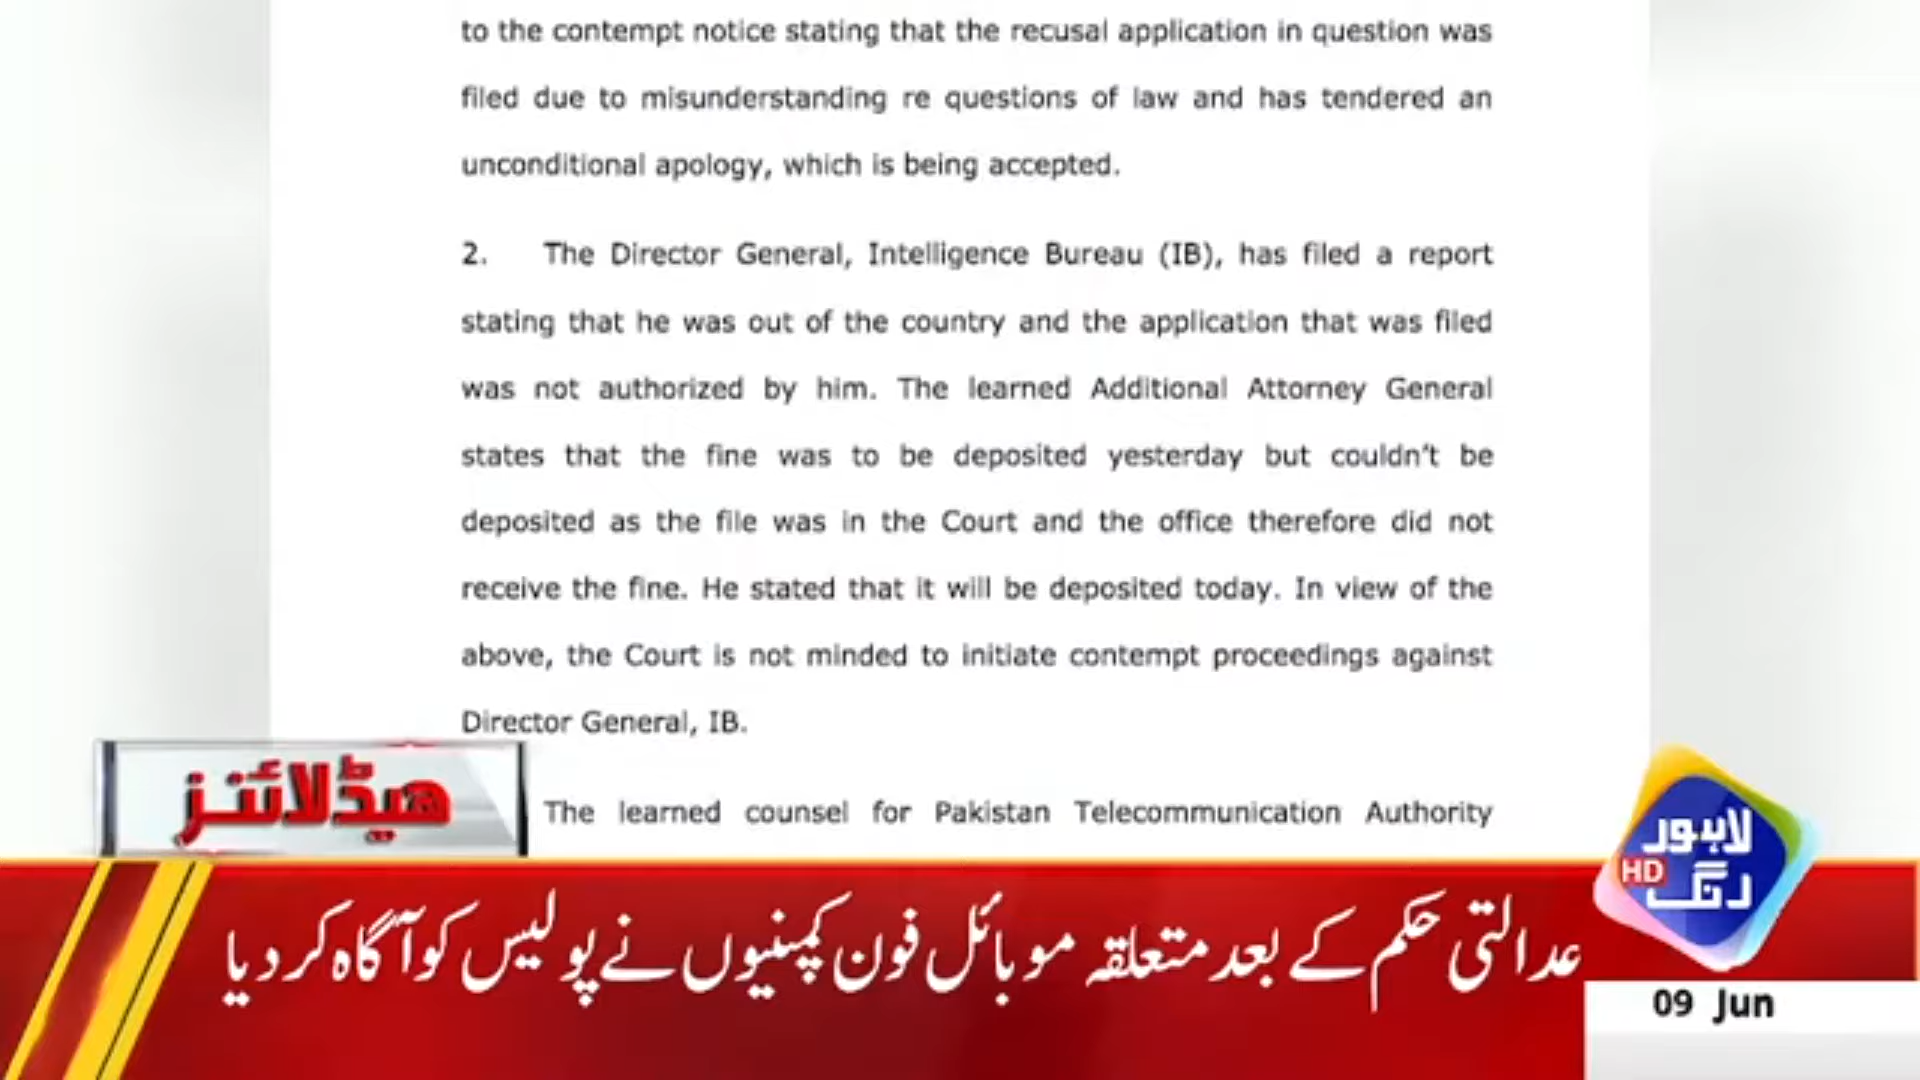 to the contempt notice stating that the recusal application in question was
filed due to misunderstanding re questions of law and has tendered an
unconditional apology, which is being accepted.
2. The Director General, Intelligence Bureau (IB), has filed a report
stating that he was out of the country and the application that was filed
was not authorized by him. The learned Additional Attorney General
states that the fine was to be deposited yesterday but couldn't be
deposited as the file was in the Court and the office therefore did not
receive the fine. He stated that it will be deposited today. In view of the
above, the Court is not minded to initiate contempt proceedings against
Director General, IB.
The learned counsel for Pakistan Telecommunication Authority
ہیڈلائنز
لاہور
رنگ
HD
عدالتی حکم کے بعد متعلقہ موبائل فون کمپنیوں نے پولیس کو آگاہ کردیا
09 Jun